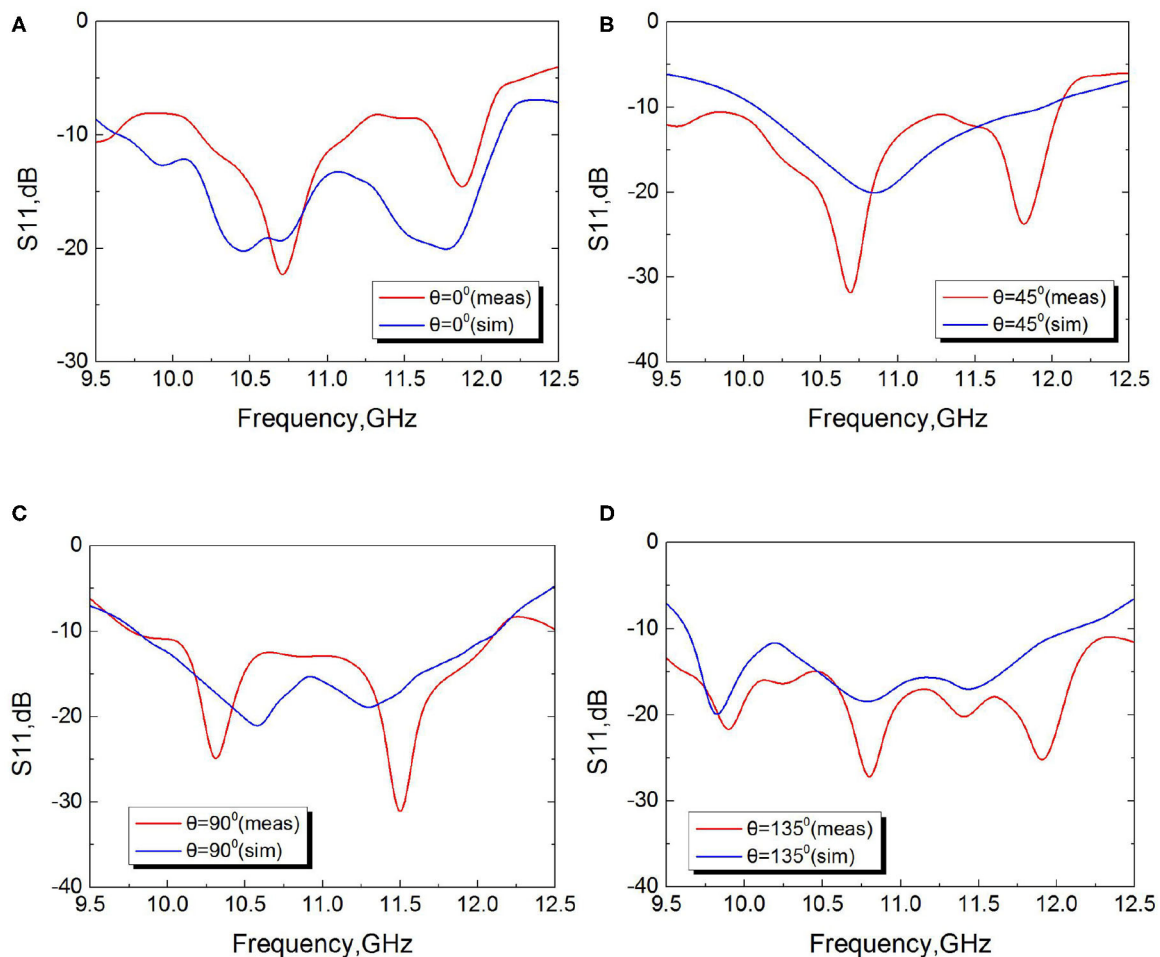 A
0
-10
-20
-30
S11,dB
9.5 10.0 10.5 11.0 11.5 12.0 12.5
Frequency,GHz
θ=0⁰(meas)
θ=0⁰(sim)
B
0
-10
-20
-30
-40
S11,dB
9.5 10.0 10.5 11.0 11.5 12.0 12.5
Frequency,GHz
θ=45⁰(meas)
θ=45⁰(sim)
C
0
-10
-20
-30
-40
S11,dB
9.5 10.0 10.5 11.0 11.5 12.0 12.5
Frequency,GHz
θ=90⁰(meas)
θ=90⁰(sim)
D
0
-10
-20
-30
-40
S11,dB
9.5 10.0 10.5 11.0 11.5 12.0 12.5
Frequency,GHz
θ=135⁰(meas)
θ=135⁰(sim)